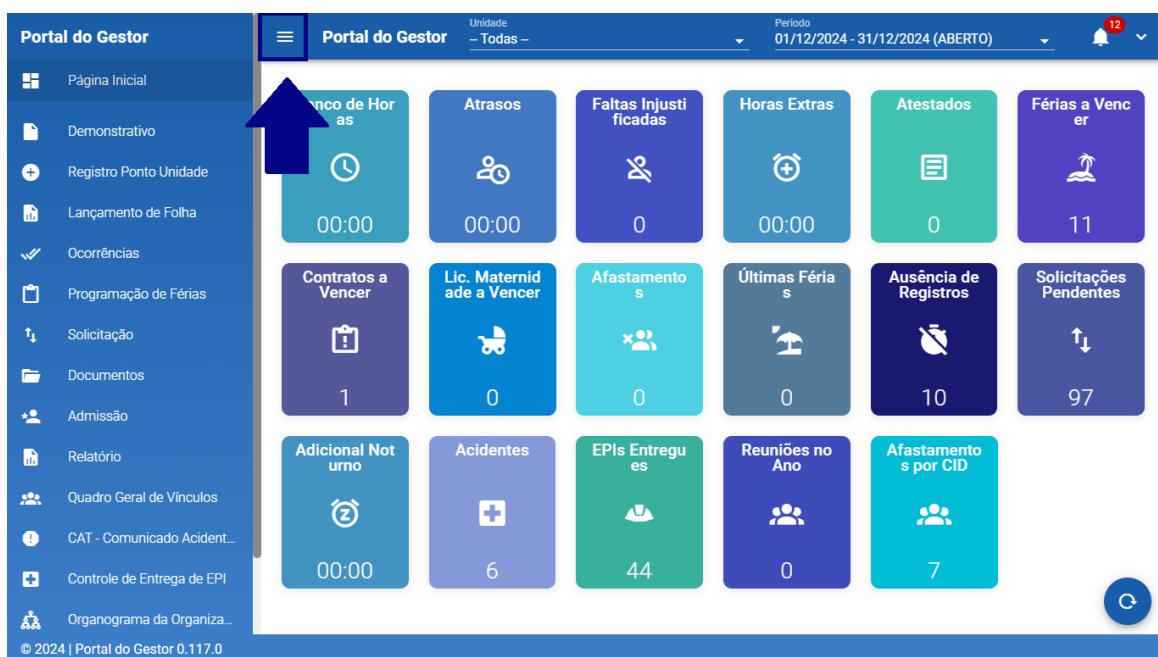 Portal do Gestor
Portal do Gestor
Unidade
-- Todas --
Periodo
01/12/2024 - 31/12/2024 (ABERTO)
12
Página Inicial
Demonstrativo
Registro Ponto Unidade
Lançamento de Folha
Ocorrências
Programação de Férias
Solicitação
Documentos
Admissão
Relatório
Quadro Geral de Vínculos
CAT - Comunicado Acident...
Controle de Entrega de EPI
Organograma da Organiza...
de Hor
as
00:00
Atrasos
00:00
Faltas Injusti
ficadas
0
Horas Extras
00:00
Atestados
0
Férias a Venc
er
11
Contratos a
Vencer
1
Lic. Maternid
ade a Vencer
0
Afastamento
s
0
Últimas Féria
s
0
Ausência de
Registros
10
Solicitações
Pendentes
97
Adicional Not
urno
00:00
Acidentes
6
EPIs Entregu
es
44
Reuniões no
Ano
0
Afastamento
s por CID
7
© 2024 | Portal do Gestor 0.117.0